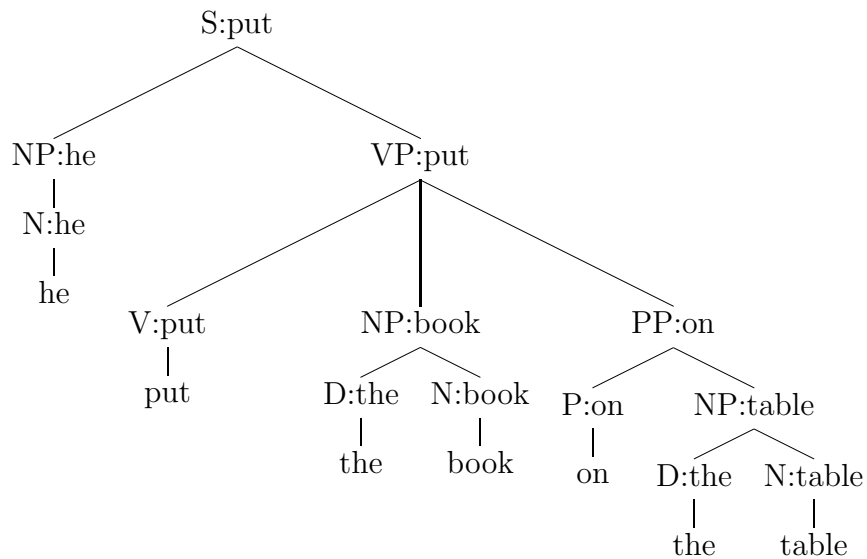 S:put
NP:he VP:put
N:he
he
V:put NP:book PP:on
put D:the N:book P:on NP:table
the book on D:the N:table
the table